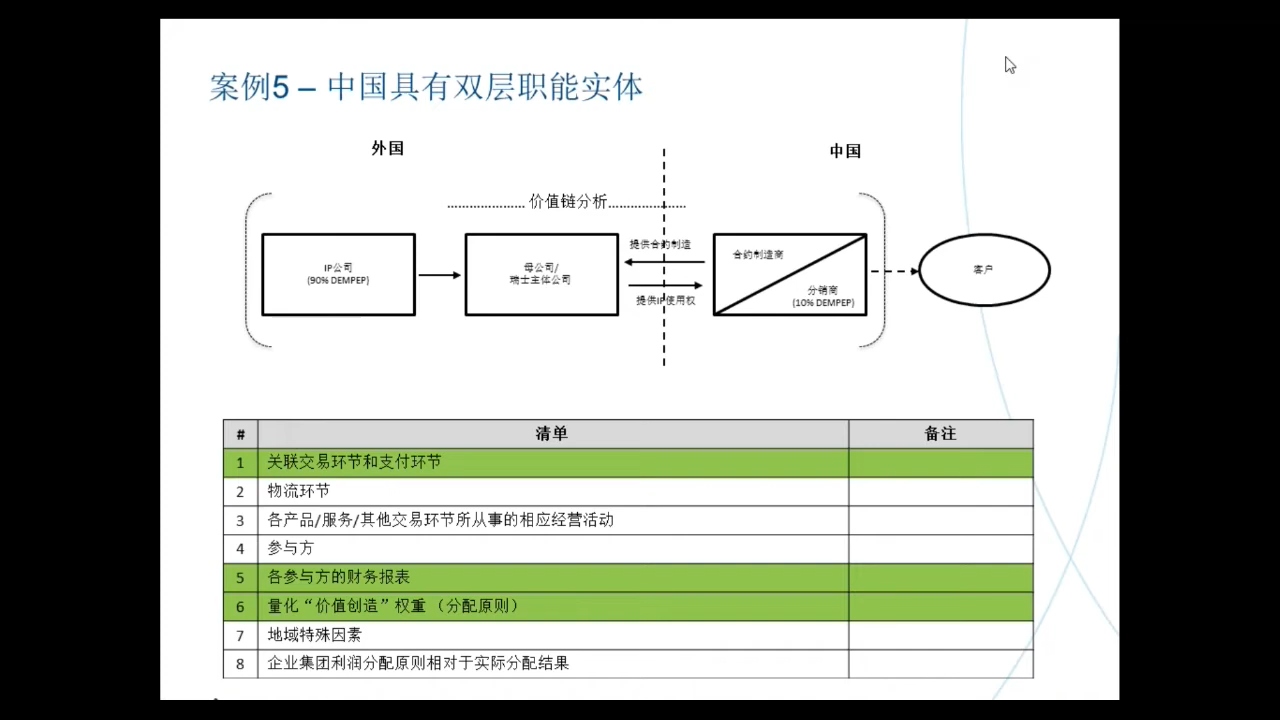 案例5 – 中国具有双层职能实体
外国
中国
.................... 价值链分析....................
IP公司
(90% DEMPEP)
母公司/
瑞士主体公司
提供合约制造
提供IP使用权
合约制造商
分销商
(10% DEMPEP)
客户
# 清单 备注
1 关联交易环节和支付环节
2 物流环节
3 各产品/服务/其他交易环节所从事的相应经营活动
4 参与方
5 各参与方的财务报表
6 量化“价值创造”权重 （分配原则）
7 地域特殊因素
8 企业集团利润分配原则相对于实际分配结果